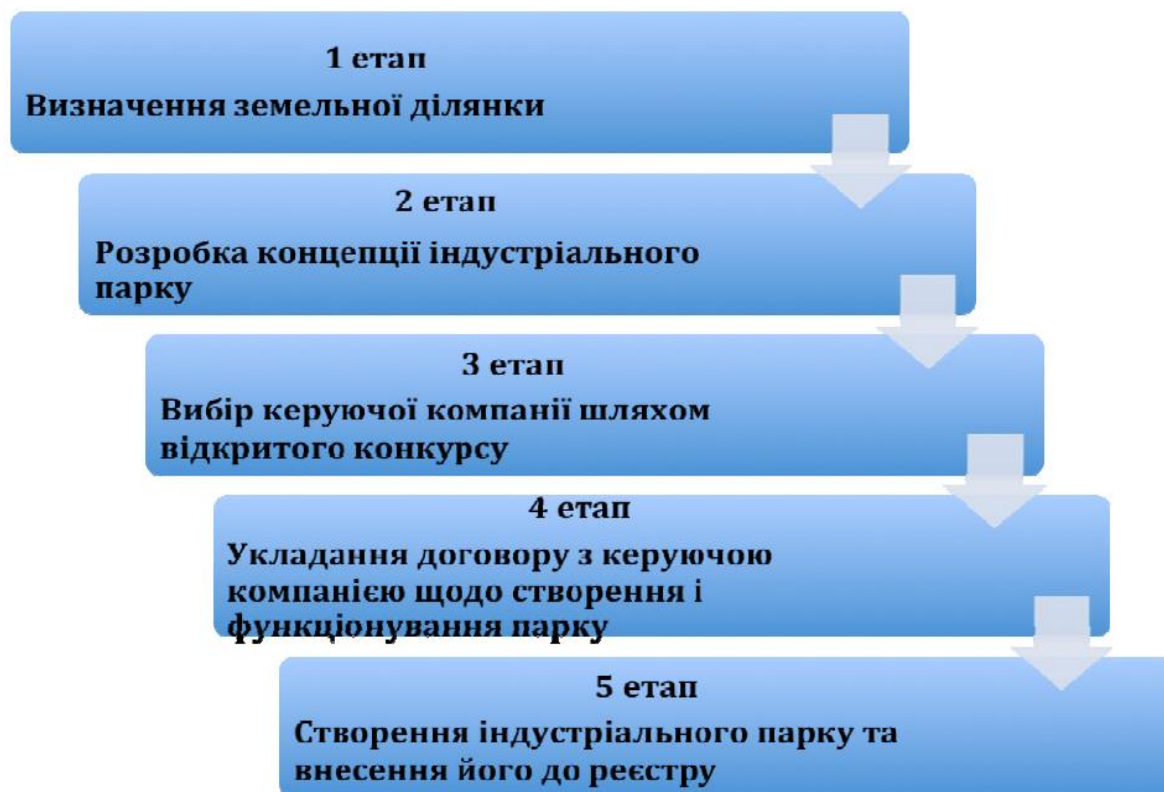 1 етап
Визначення земельної ділянки
2 етап
Розробка концепції індустріального
парку
3 етап
Вибір керуючої компанії шляхом
відкритого конкурсу
4 етап
Укладання договору з керуючою
компанією щодо створення і
функціонування парку
5 етап
Створення індустріального парку та
внесення його до реєстру